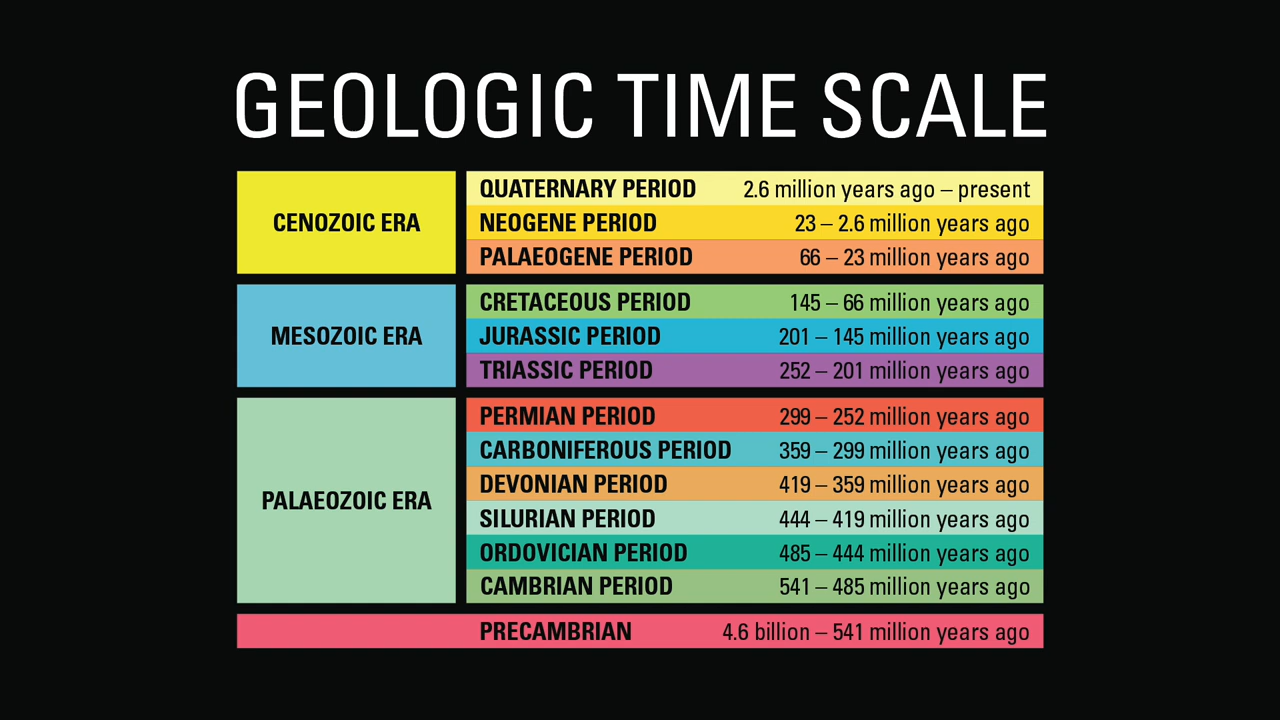 GEOLOGIC TIME SCALE
CENOZOIC ERA
QUATERNARY PERIOD 2.6 million years ago – present
NEOGENE PERIOD 23 – 2.6 million years ago
PALAEOGENE PERIOD 66 – 23 million years ago
MESOZOIC ERA
CRETACEOUS PERIOD 145 – 66 million years ago
JURASSIC PERIOD 201 – 145 million years ago
TRIASSIC PERIOD 252 – 201 million years ago
PALAEOZOIC ERA
PERMIAN PERIOD 299 – 252 million years ago
CARBONIFEROUS PERIOD 359 – 299 million years ago
DEVONIAN PERIOD 419 – 359 million years ago
SILURIAN PERIOD 444 – 419 million years ago
ORDOVICIAN PERIOD 485 – 444 million years ago
CAMBRIAN PERIOD 541 – 485 million years ago
PRECAMBRIAN 4.6 billion – 541 million years ago